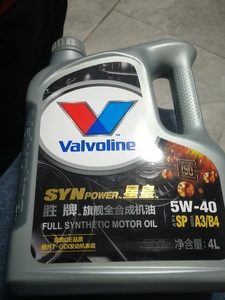 Valvoline
SYNPOWER 星皇
胜牌 旗舰全合成机油
FULL SYNTHETIC MOTOR OIL
5W-40
SP A3/B4
净含量: 4L